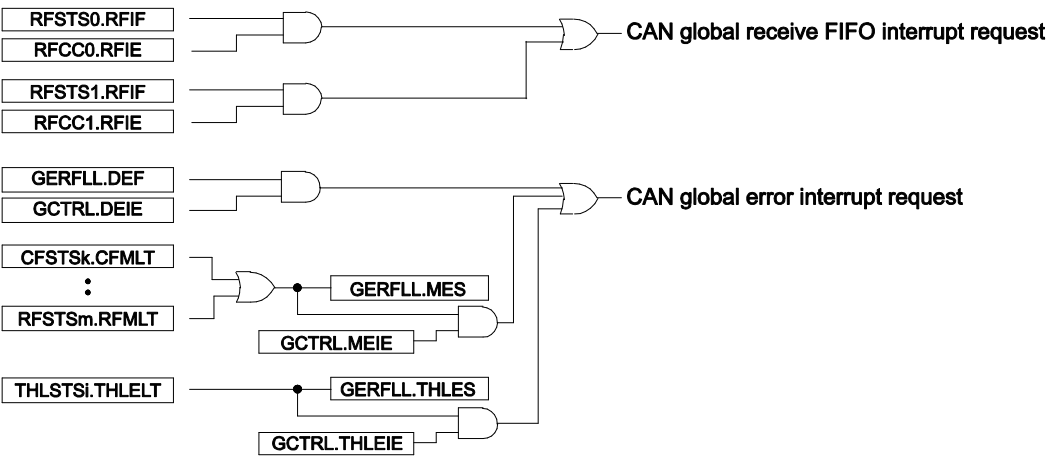 RFSTS0.RFIF
RFCC0.RFIE
CAN global receive FIFO interrupt request
RFSTS1.RFIF
RFCC1.RFIE
GERFLL.DEF
GCTRL.DEIE
CAN global error interrupt request
CFSTSk.CFMLT
GERFLL.MES
RFSTSm.RFMLT
GCTRL.MEIE
THLSTSi.THLELT
GERFLL.THLES
GCTRL.THLEIE